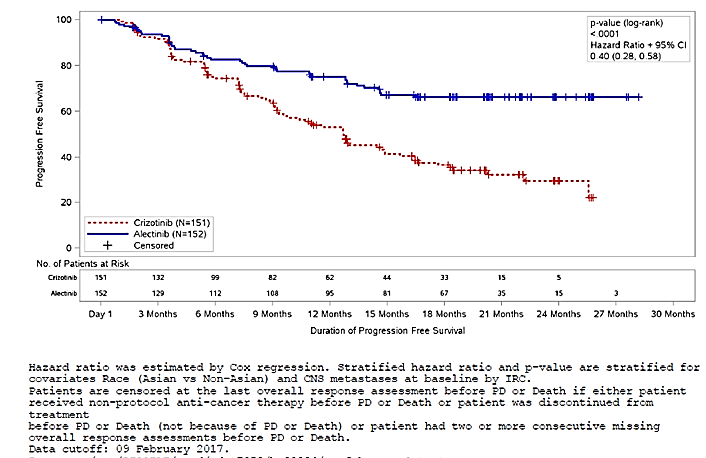 p-value (log-rank)
<.0001
Hazard Ratio + 95% CI
0.40 (0.28, 0.58)
100
80
60
40
20
0
Progression Free Survival
Crizotinib (N=151)
Alectinib (N=152)
Censored
No. of Patients at Risk
Crizotinib 151 132 99 82 62 44 33 15 5
Alectinib 152 129 112 108 95 81 67 35 15 3
Day 1 3 Months 6 Months 9 Months 12 Months 15 Months 18 Months 21 Months 24 Months 27 Months 30 Months
Duration of Progression Free Survival
Hazard ratio was estimated by Cox regression. Stratified hazard ratio and p-value are stratified for
covariates Race (Asian vs Non-Asian) and CNS metastases at baseline by IRC.
Patients are censored at the last overall response assessment before PD or Death if either patient
received non-protocol anti-cancer therapy before PD or Death or patient was discontinued from
treatment
before PD or Death (not because of PD or Death) or patient had two or more consecutive missing
overall response assessments before PD or Death.
Data cutoff: 09 February 2017.